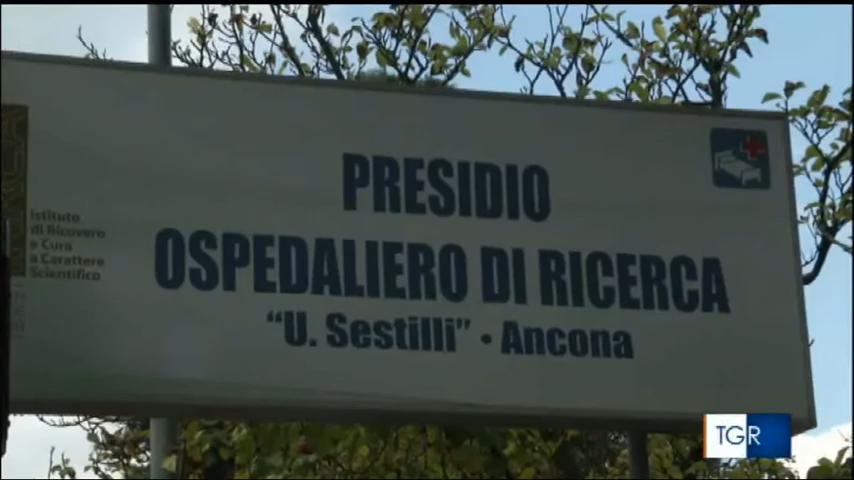 PRESIDIO
OSPEDALIERO DI RICERCA
"U. Sestilli" • Ancona
Istituto
di Ricovero
e Cura
a Carattere
Scientifico
TGR